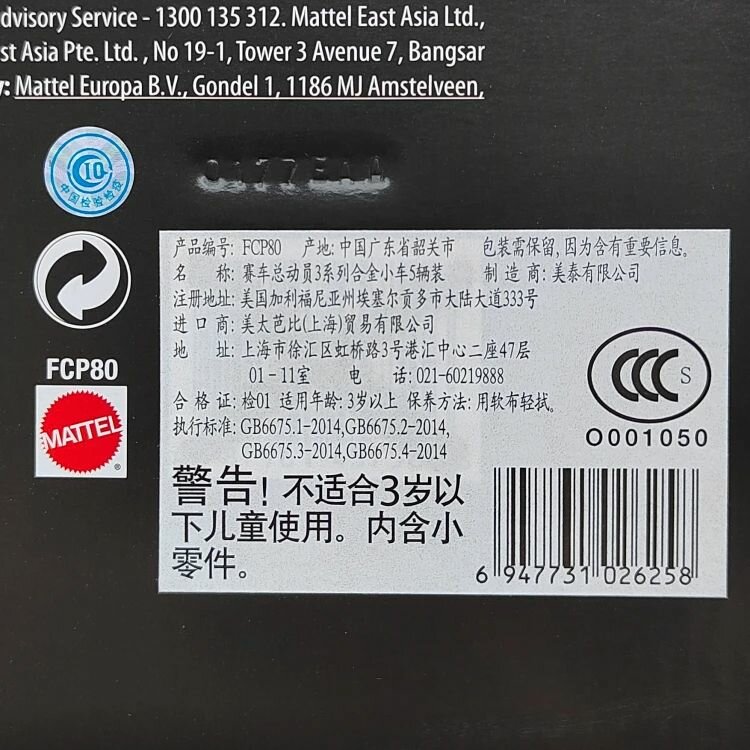 dvisory Service - 1300 135 312. Mattel East Asia Ltd.,
st Asia Pte. Ltd. , No 19-1, Tower 3 Avenue 7, Bangsar
y: Mattel Europa B.V., Gondel 1, 1186 MJ Amstelveen,
CIQ
中国检验检疫
FCP80
MATTEL
®
产品编号: FCP80 产地: 中国广东省韶关市 包装需保留, 因为含有重要信息。
名 称: 赛车总动员3系列合金小车5辆装 制 造 商: 美泰有限公司
注册地址: 美国加利福尼亚州埃塞尔贡多市大陆大道333号
进 口 商: 美太芭比(上海)贸易有限公司
地 址: 上海市徐汇区虹桥路3号港汇中心二座47层
01-11室 电 话: 021-60219888
合 格 证: 检01 适用年龄: 3岁以上 保养方法: 用软布轻拭。
执行标准: GB6675.1-2014,GB6675.2-2014,
GB6675.3-2014,GB6675.4-2014
CCC S
O001050
警告! 不适合3岁以
下儿童使用。内含小
零件。
6 947731 026258